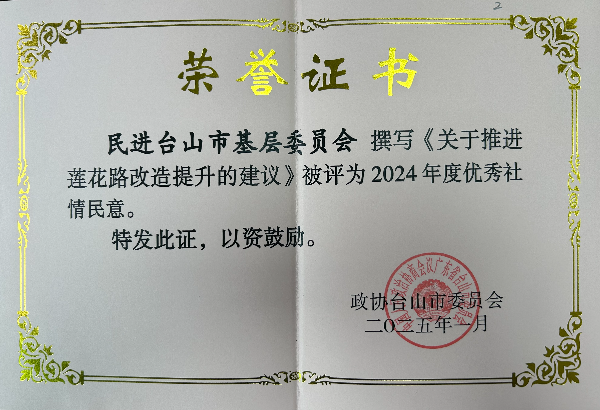 2
荣誉证书
民进台山市基层委员会 撰写《关于推进
莲花路改造提升的建议》被评为 2024 年度优秀社
情民意。
特发此证，以资鼓励。
政协台山市委员会
二〇二五年一月